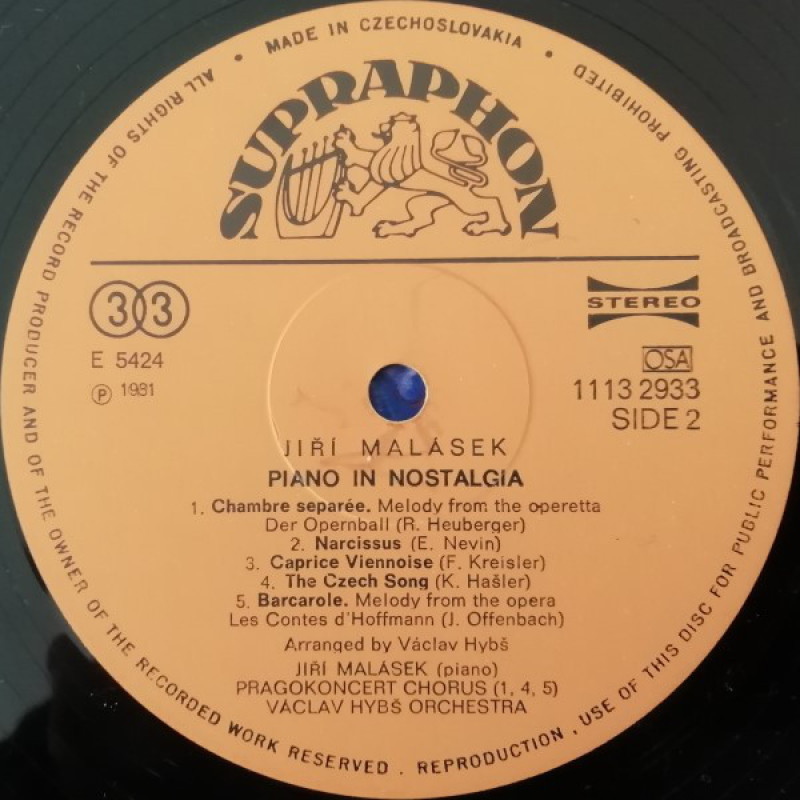 MADE IN CZECHOSLOVAKIA
ALL RIGHTS OF THE RECORD PRODUCER AND OF THE OWNER OF THE RECORDED WORK RESERVED . REPRODUCTION, USE OF THIS DISC FOR PUBLIC PERFORMANCE AND BROADCASTING PROHIBITED
SUPRAPHON
33
STEREO
E 5424
OSA
Ⓟ 1981
1113 2933
SIDE 2
JIŘÍ MALÁSEK
PIANO IN NOSTALGIA
1. Chambre separée. Melody from the operetta
Der Opernball (R. Heuberger)
2. Narcissus (E. Nevin)
3. Caprice Viennoise (F. Kreisler)
4. The Czech Song (K. Hašler)
5. Barcarole. Melody from the opera
Les Contes d'Hoffmann (J. Offenbach)
Arranged by Václav Hybš
JIŘÍ MALÁSEK (piano)
PRAGOKONCERT CHORUS (1, 4, 5)
VÁCLAV HYBŠ ORCHESTRA